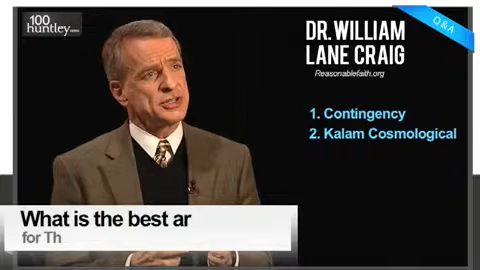 100
huntley.com
Q&A
DR. WILLIAM
LANE CRAIG
Reasonablefaith.org
1. Contingency
2. Kalam Cosmological
What is the best ar
for Th